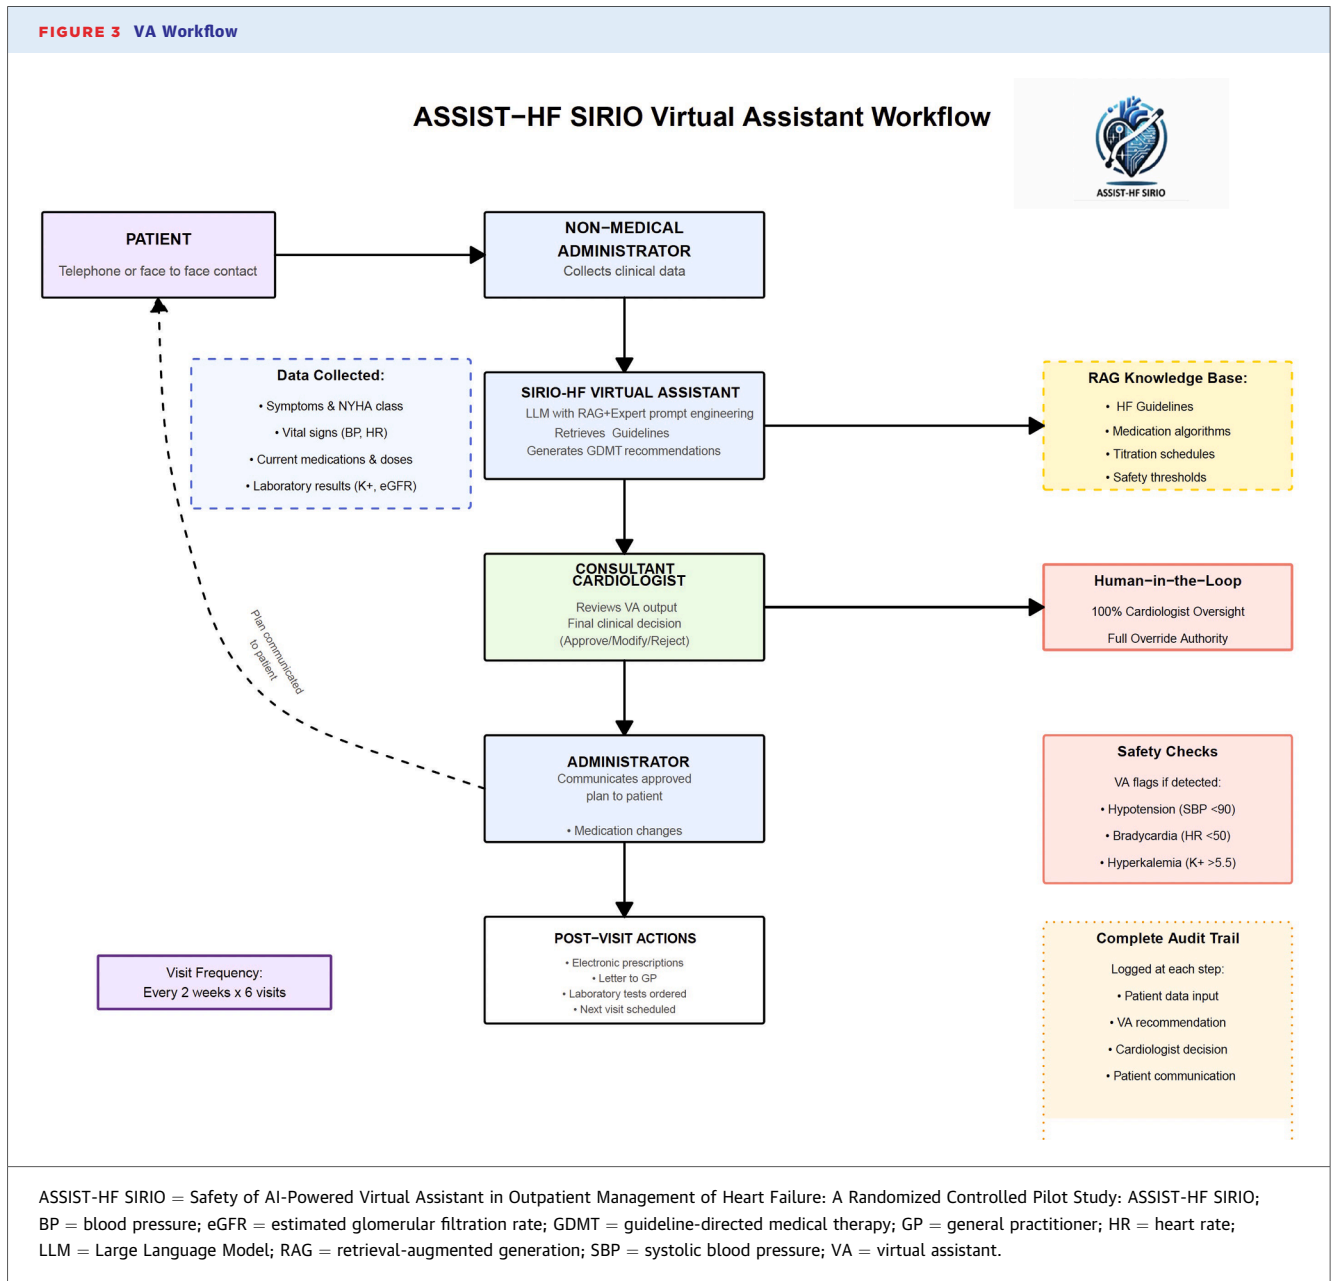 FIGURE 3 VA Workflow
ASSIST−HF SIRIO Virtual Assistant Workflow
ASSIST-HF SIRIO
PATIENT
Telephone or face to face contact
NON−MEDICAL
ADMINISTRATOR
Collects clinical data
Data Collected:
• Symptoms & NYHA class
• Vital signs (BP, HR)
• Current medications & doses
• Laboratory results (K+, eGFR)
SIRIO-HF VIRTUAL ASSISTANT
LLM with RAG+Expert prompt engineering
Retrieves Guidelines
Generates GDMT recommendations
RAG Knowledge Base:
• HF Guidelines
• Medication algorithms
• Titration schedules
• Safety thresholds
CONSULTANT
CARDIOLOGIST
Reviews VA output
Final clinical decision
(Approve/Modify/Reject)
Human−in−the−Loop
100% Cardiologist Oversight
Full Override Authority
Plan communicated
to patient
ADMINISTRATOR
Communicates approved
plan to patient
• Medication changes
Safety Checks
VA flags if detected:
• Hypotension (SBP <90)
• Bradycardia (HR <50)
• Hyperkalemia (K+ >5.5)
POST−VISIT ACTIONS
• Electronic prescriptions
• Letter to GP
• Laboratory tests ordered
• Next visit scheduled
Visit Frequency:
Every 2 weeks x 6 visits
Complete Audit Trail
Logged at each step:
• Patient data input
• VA recommendation
• Cardiologist decision
• Patient communication
ASSIST-HF SIRIO = Safety of AI-Powered Virtual Assistant in Outpatient Management of Heart Failure: A Randomized Controlled Pilot Study: ASSIST-HF SIRIO;
BP = blood pressure; eGFR = estimated glomerular filtration rate; GDMT = guideline-directed medical therapy; GP = general practitioner; HR = heart rate;
LLM = Large Language Model; RAG = retrieval-augmented generation; SBP = systolic blood pressure; VA = virtual assistant.